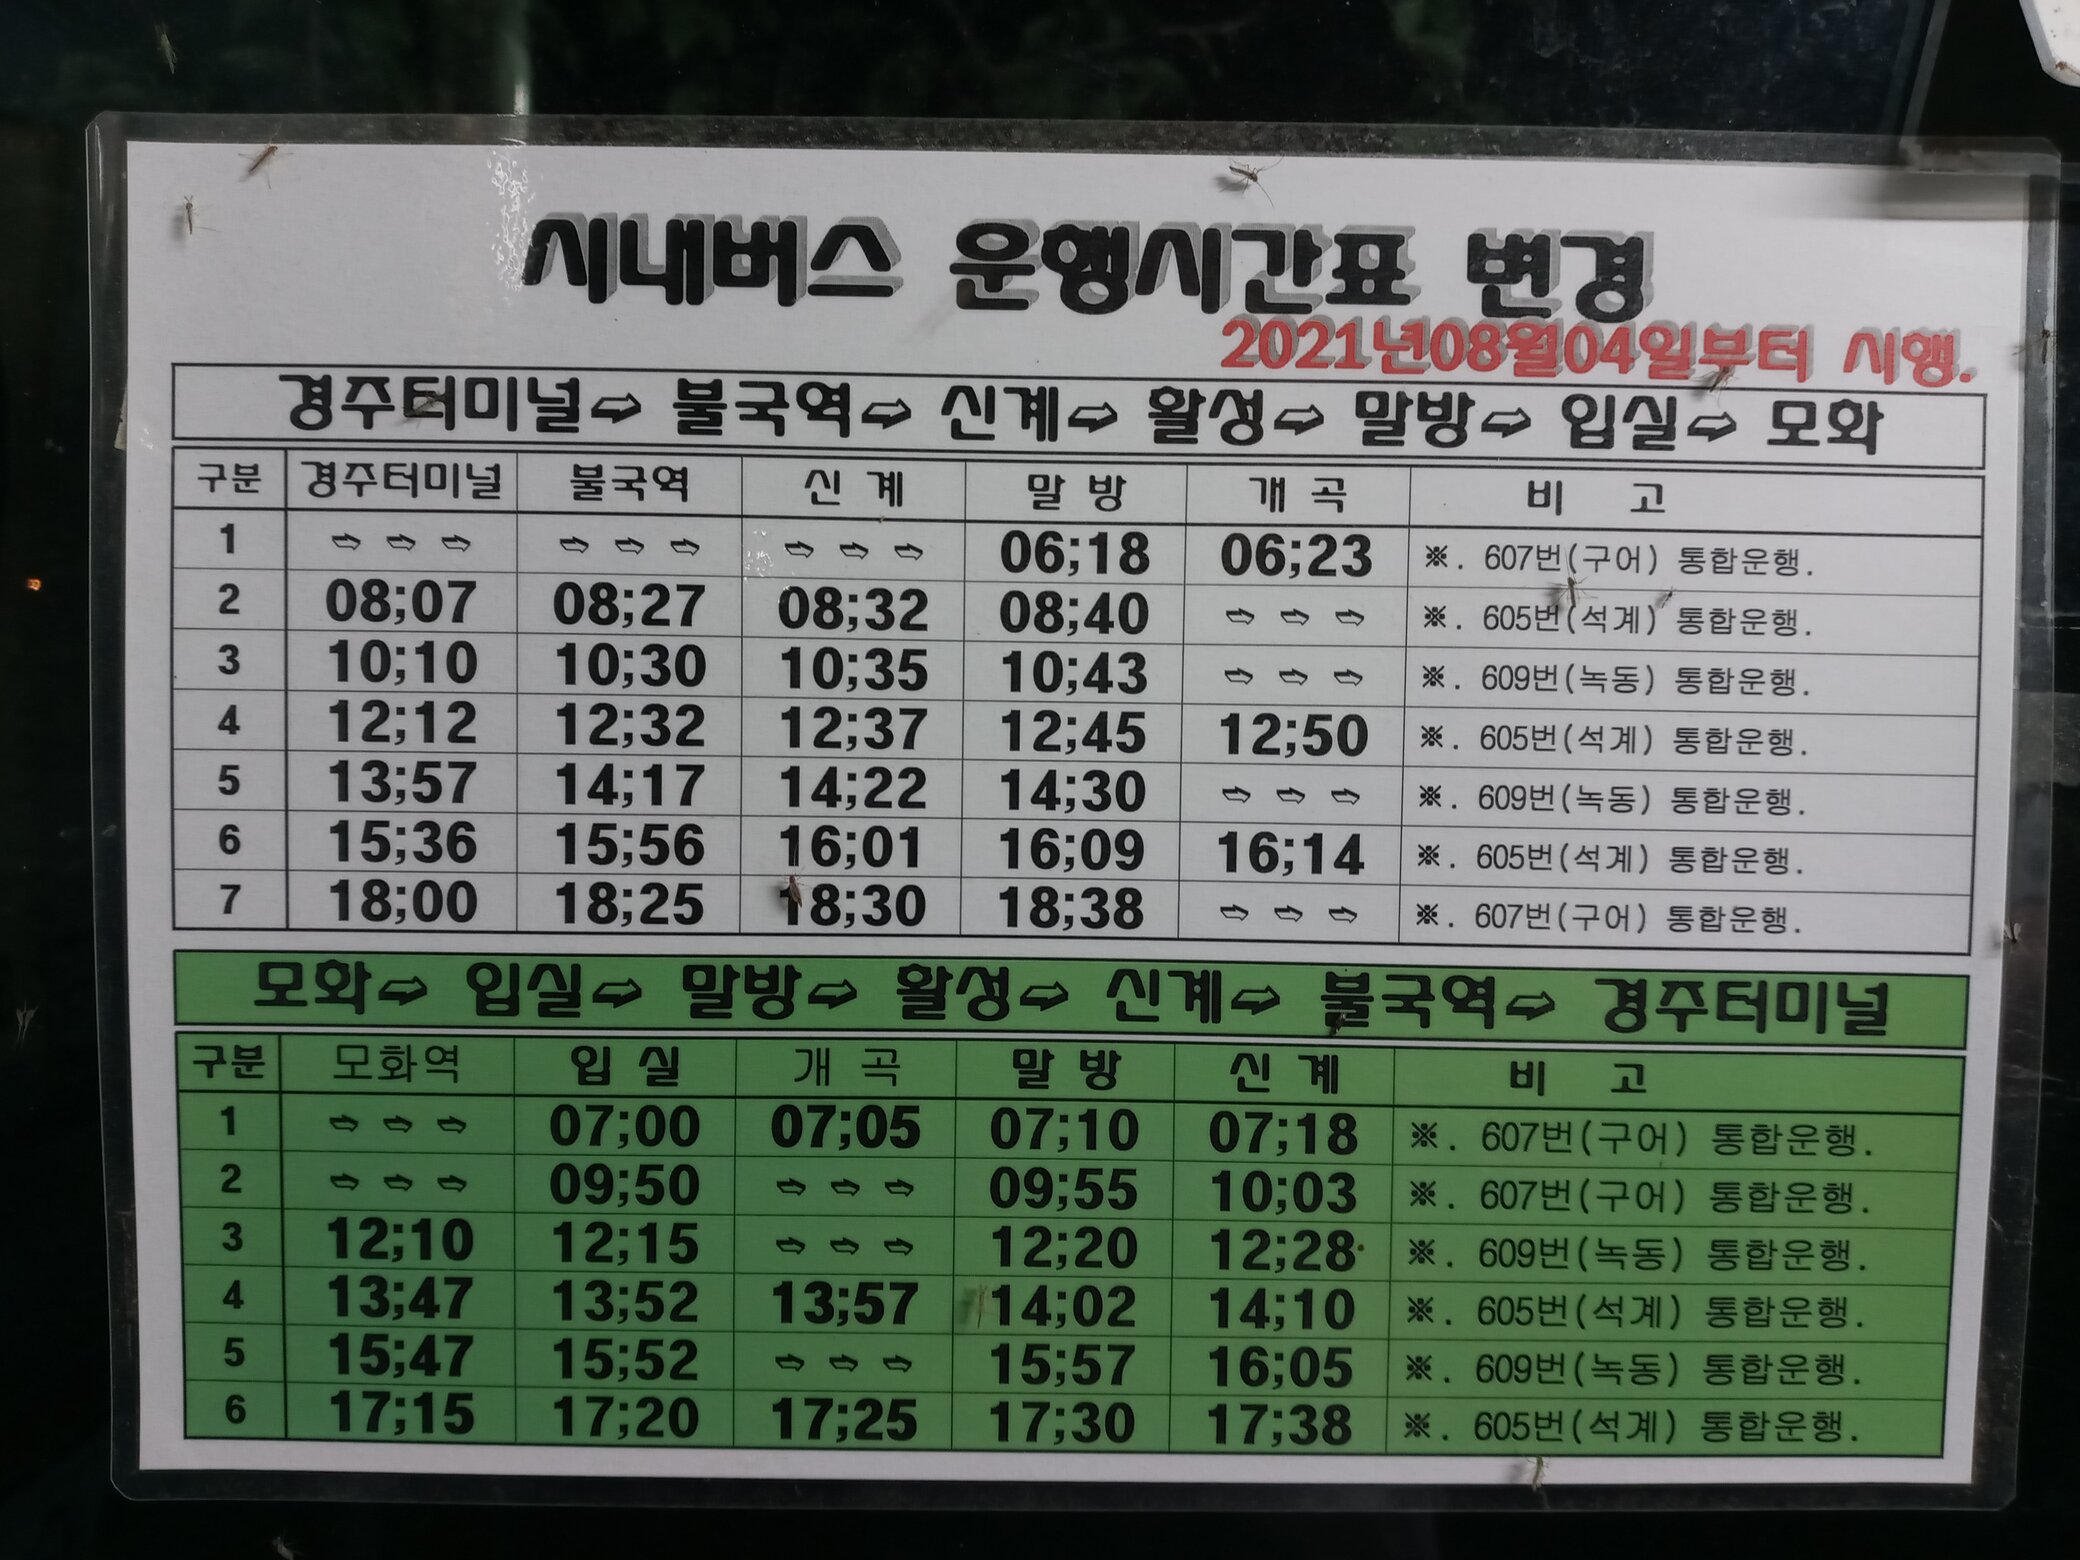 시내버스 운행시간표 변경
2021년08월04일부터 시행.
경주터미널➩ 불국역➩ 신계➩ 활성➩ 말방➩ 입실➩ 모화
구분 경주터미널 불국역 신 계 말 방 개 곡 비 고
1 ➩ ➩ ➩ ➩ ➩ ➩ ➩ ➩ ➩ 06;18 06;23 ※. 607번(구어) 통합운행.
2 08;07 08;27 08;32 08;40 ➩ ➩ ➩ ※. 605번(석계) 통합운행.
3 10;10 10;30 10;35 10;43 ➩ ➩ ➩ ※. 609번(녹동) 통합운행.
4 12;12 12;32 12;37 12;45 12;50 ※. 605번(석계) 통합운행.
5 13;57 14;17 14;22 14;30 ➩ ➩ ➩ ※. 609번(녹동) 통합운행.
6 15;36 15;56 16;01 16;09 16;14 ※. 605번(석계) 통합운행.
7 18;00 18;25 18;30 18;38 ➩ ➩ ➩ ※. 607번(구어) 통합운행.
모화➩ 입실➩ 말방➩ 활성➩ 신계➩ 불국역➩ 경주터미널
구분 모화역 입 실 개 곡 말 방 신 계 비 고
1 ➩ ➩ ➩ 07;00 07;05 07;10 07;18 ※. 607번(구어) 통합운행.
2 ➩ ➩ ➩ 09;50 ➩ ➩ ➩ 09;55 10;03 ※. 607번(구어) 통합운행.
3 12;10 12;15 ➩ ➩ ➩ 12;20 12;28 ※. 609번(녹동) 통합운행.
4 13;47 13;52 13;57 14;02 14;10 ※. 605번(석계) 통합운행.
5 15;47 15;52 ➩ ➩ ➩ 15;57 16;05 ※. 609번(녹동) 통합운행.
6 17;15 17;20 17;25 17;30 17;38 ※. 605번(석계) 통합운행.